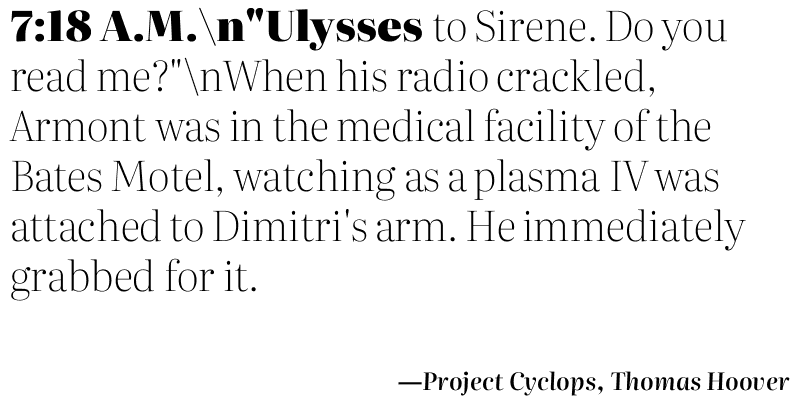 7:18 A.M.\n"Ulysses to Sirene. Do you
read me?"\nWhen his radio crackled,
Armont was in the medical facility of the
Bates Motel, watching as a plasma IV was
attached to Dimitri's arm. He immediately
grabbed for it.
—Project Cyclops, Thomas Hoover